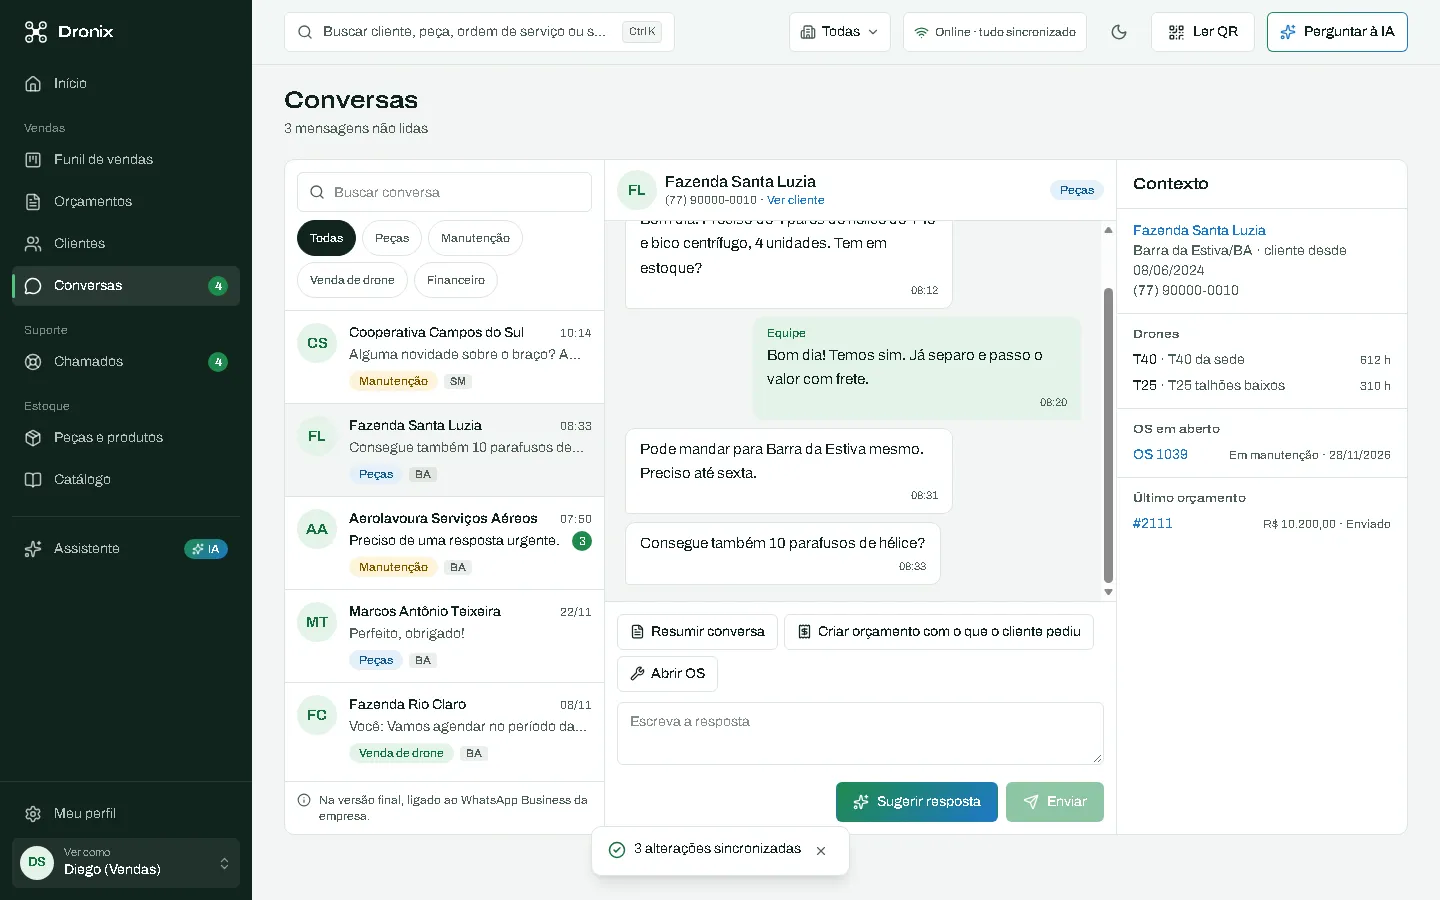 Dronix
Início
Vendas
Funil de vendas
Orçamentos
Clientes
Conversas 4
Suporte
Chamados 4
Estoque
Peças e produtos
Catálogo
Assistente IA
Meu perfil
DS Ver como
Diego (Vendas)
Buscar cliente, peça, ordem de serviço ou s... Ctrl K
Todas
Online · tudo sincronizado
Ler QR
Perguntar à IA
Conversas
3 mensagens não lidas
Buscar conversa
Todas Peças Manutenção
Venda de drone Financeiro
CS Cooperativa Campos do Sul 10:14
Alguma novidade sobre o braço? A...
Manutenção SM
FL Fazenda Santa Luzia 08:33
Consegue também 10 parafusos de...
Peças BA
AA Aerolavoura Serviços Aéreos 07:50
Preciso de uma resposta urgente. 3
Manutenção BA
MT Marcos Antônio Teixeira 22/11
Perfeito, obrigado!
Peças BA
FC Fazenda Rio Claro 08/11
Você: Vamos agendar no período da...
Venda de drone BA
Na versão final, ligado ao WhatsApp Business da
empresa.
FL Fazenda Santa Luzia
(77) 90000-0010 · Ver cliente
Peças
Bom dia! Preciso de 4 pares de hélice do T40
e bico centrífugo, 4 unidades. Tem em
estoque?
08:12
Equipe
Bom dia! Temos sim. Já separo e passo o
valor com frete.
08:20
Pode mandar para Barra da Estiva mesmo.
Preciso até sexta.
08:31
Consegue também 10 parafusos de hélice?
08:33
Resumir conversa
Criar orçamento com o que o cliente pediu
Abrir OS
Escreva a resposta
Sugerir resposta
Enviar
Contexto
Fazenda Santa Luzia
Barra da Estiva/BA · cliente desde
08/06/2024
(77) 90000-0010
Drones
T40 · T40 da sede 612 h
T25 · T25 talhões baixos 310 h
OS em aberto
OS 1039 Em manutenção · 28/11/2026
Último orçamento
#2111 R$ 10.200,00 · Enviado
3 alterações sincronizadas